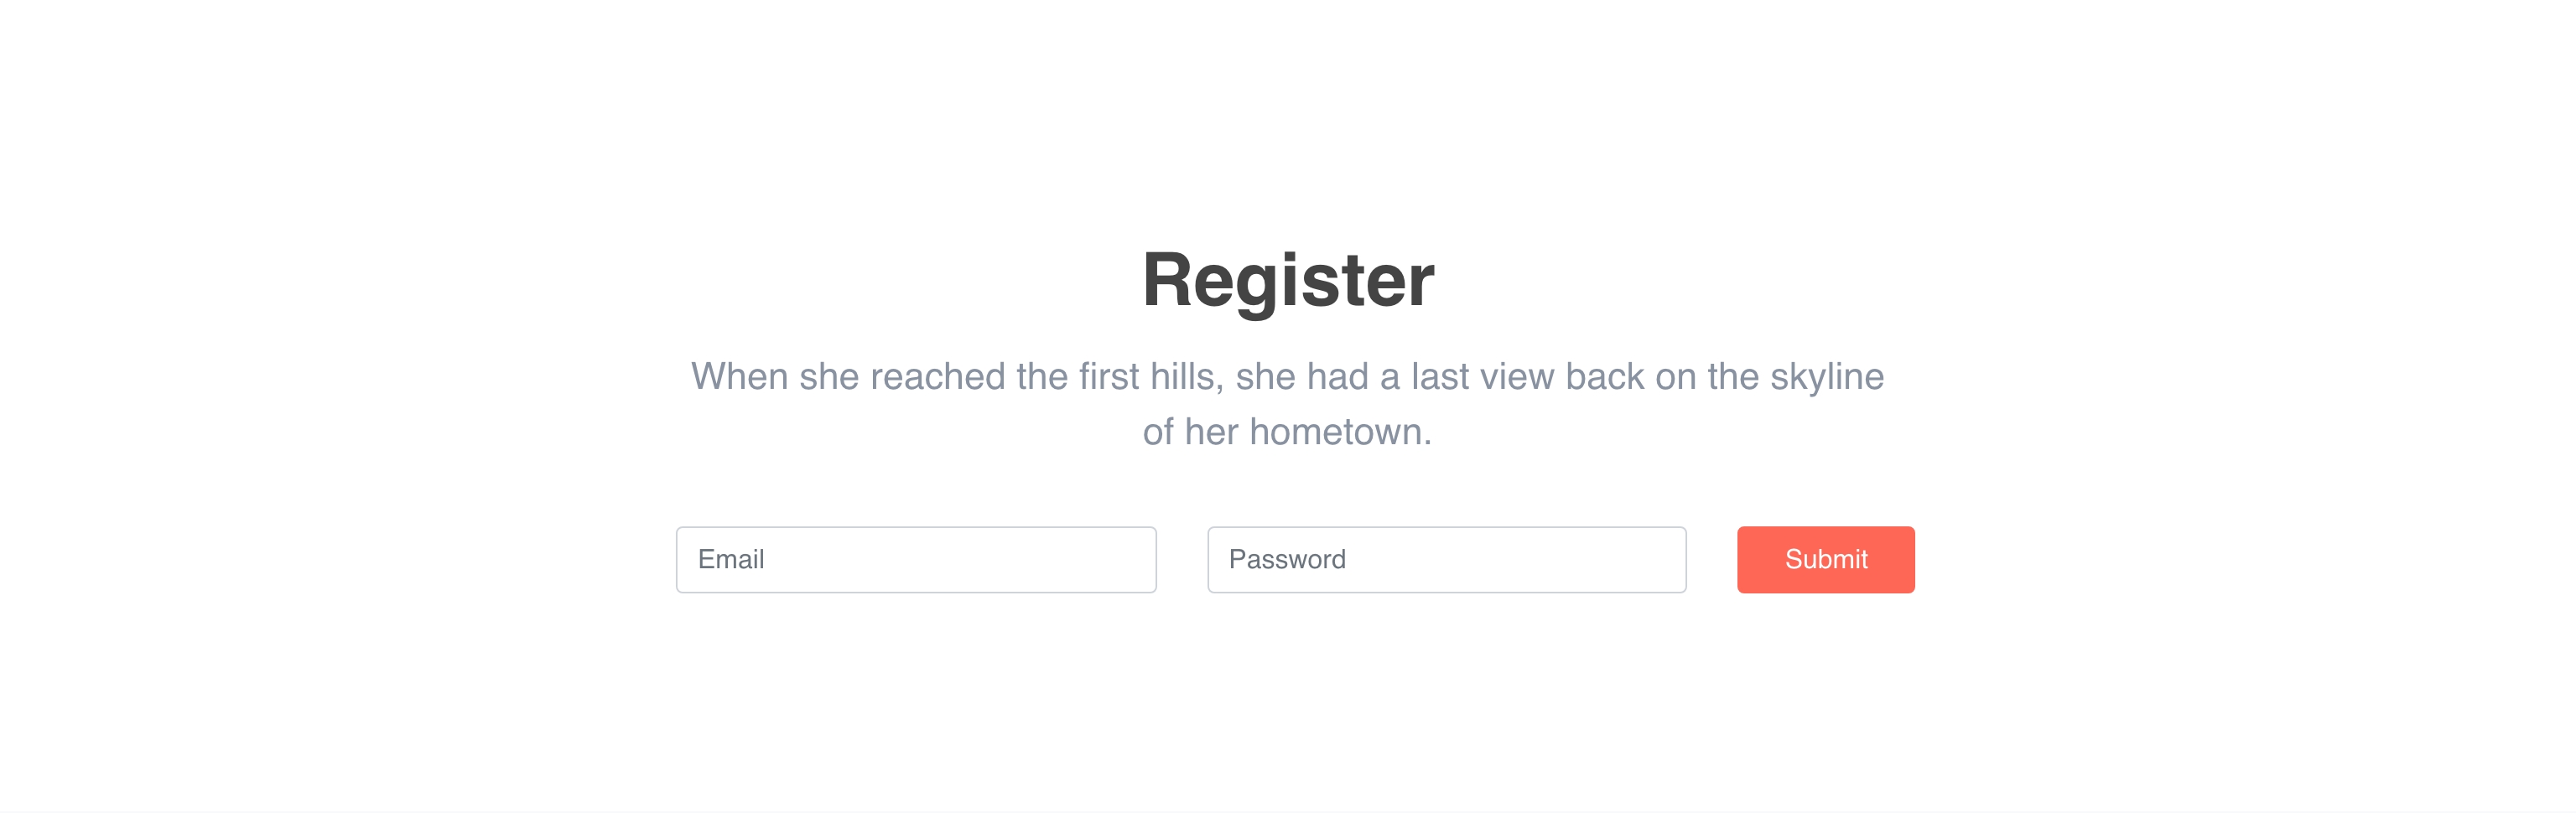 Register
When she reached the first hills, she had a last view back on the skyline
of her hometown.
Email
Password
Submit